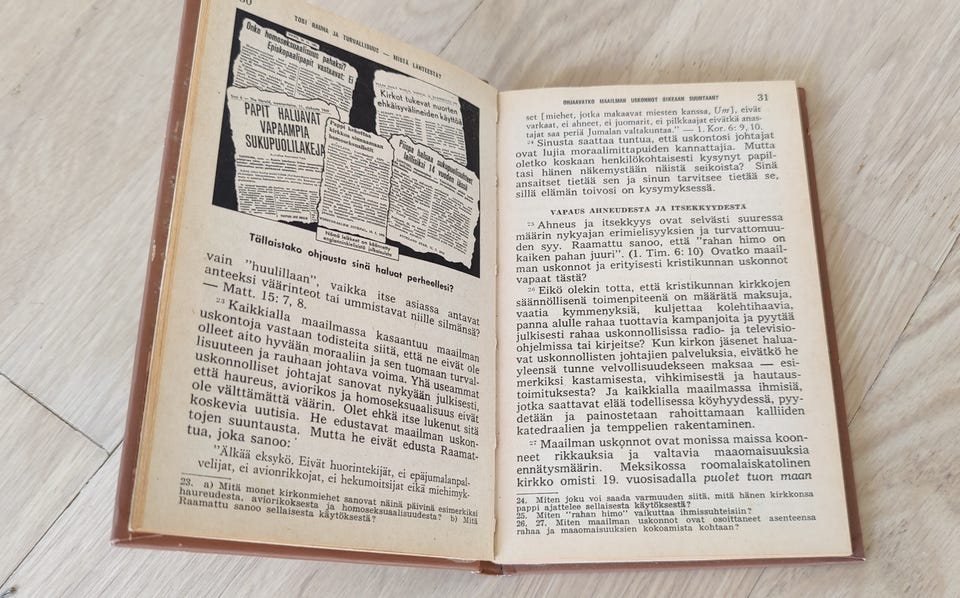 30
TOSI RAUHA JA TURVALLISUUS — MISTÄ LÄHTEESTÄ?
Onko homoseksuaalisuus pahaksi?
Episkopaalipapit vastaavat: Ei
PAPIT HALUAVAT
VAPAAMPIA
SUKUPUOLILAKEJA
Kirkot tukevat nuorten
ehkäisyvälineiden käyttöä
Pappi
kirkkoon
homoseksuaalisesti
Piispa haluaa sukupuolisuhteet
laillisiksi 14 vuoden iässä
Nämä leikkeet on käännetty
englanninkielisistä julkaisuista
Tällaistako ohjausta sinä haluat perheellesi?
vain "huulillaan", vaikka itse asiassa antavat
anteeksi väärinteot tai ummistavat niille silmänsä?
— Matt. 15: 7, 8.
23 Kaikkialla maailmassa kasaantuu maailman
uskontoja vastaan todisteita siitä, että ne eivät ole
olleet aito hyvään moraaliin ja sen tuomaan turval-
lisuuteen ja rauhaan johtava voima. Yhä useammat
uskonnolliset johtajat sanovat nykyään julkisesti,
että haureus, aviorikos ja homoseksuaalisuus eivät
ole välttämättä väärin. Olet ehkä itse lukenut sitä
koskevia uutisia. He edustavat maailman uskon-
tojen suuntausta. Mutta he eivät edusta Raamat-
tua, joka sanoo:
"Älkää eksykö. Eivät huorintekijät, ei epäjumalanpal-
velijat, ei avionrikkojat, ei hekumoitsijat eikä miehimyk-
23. a) Mitä monet kirkonmiehet sanovat näinä päivinä esimerkiksi
haureudesta, aviorikoksesta ja homoseksuaalisuudesta? b) Mitä
Raamattu sanoo sellaisesta käytöksestä?
OHJAAVATKO MAAILMAN USKONNOT OIKEAAN SUUNTAAN? 31
set [miehet, jotka makaavat miesten kanssa, Um], eivät
varkaat, ei ahneet, ei juomarit, ei pilkkaajat eivätkä anas-
tajat saa periä Jumalan valtakuntaa." — 1. Kor. 6: 9, 10.
24 Sinusta saattaa tuntua, että uskontosi johtajat
ovat lujia moraalimittapuiden kannattajia. Mutta
oletko koskaan henkilökohtaisesti kysynyt papil-
tasi hänen näkemystään näistä seikoista? Sinä
ansaitset tietää sen ja sinun tarvitsee tietää se,
sillä elämän toivosi on kysymyksessä.
VAPAUS AHNEUDESTA JA ITSEKKYYDESTÄ
25 Ahneus ja itsekkyys ovat selvästi suuressa
määrin nykyajan erimielisyyksien ja turvattomuu-
den syy. Raamattu sanoo, että "rahan himo on
kaiken pahan juuri". (1. Tim. 6: 10) Ovatko maail-
man uskonnot ja erityisesti kristikunnan uskonnot
vapaat tästä?
26 Eikö olekin totta, että kristikunnan kirkkojen
säännöllisenä toimenpiteenä on määrätä maksuja,
vaatia kymmenyksiä, kuljettaa kolehtihaavia,
panna alulle rahaa tuottavia kampanjoita ja pyytää
julkisesti rahaa uskonnollisissa radio- ja televisio-
ohjelmissa tai kirjeitse? Kun kirkon jäsenet halua-
vat uskonnollisten johtajien palveluksia, eivätkö he
yleensä tunne velvollisuudekseen maksaa — esi-
merkiksi kastamisesta, vihkimisestä ja hautaus-
toimituksesta? Ja kaikkialla maailmassa ihmisiä,
jotka saattavat elää todellisessa köyhyydessä, pyy-
detään ja painostetaan rahoittamaan kalliiden
katedraalien ja temppelien rakentaminen.
27 Maailman uskonnot ovat monissa maissa koon-
neet rikkauksia ja valtavia maaomaisuuksia
ennätysmäärin. Meksikossa roomalaiskatolinen
kirkko omisti 19. vuosisadalla puolet tuon maan
24. Miten joku voi saada varmuuden siitä, mitä hänen kirkkonsa
pappi ajattelee sellaisesta käytöksestä?
25. Miten "rahan himo" vaikuttaa ihmissuhteisiin?
26, 27. Miten maailman uskonnot ovat osoittaneet asenteensa
rahaa ja maaomaisuuksien kokoamista kohtaan?